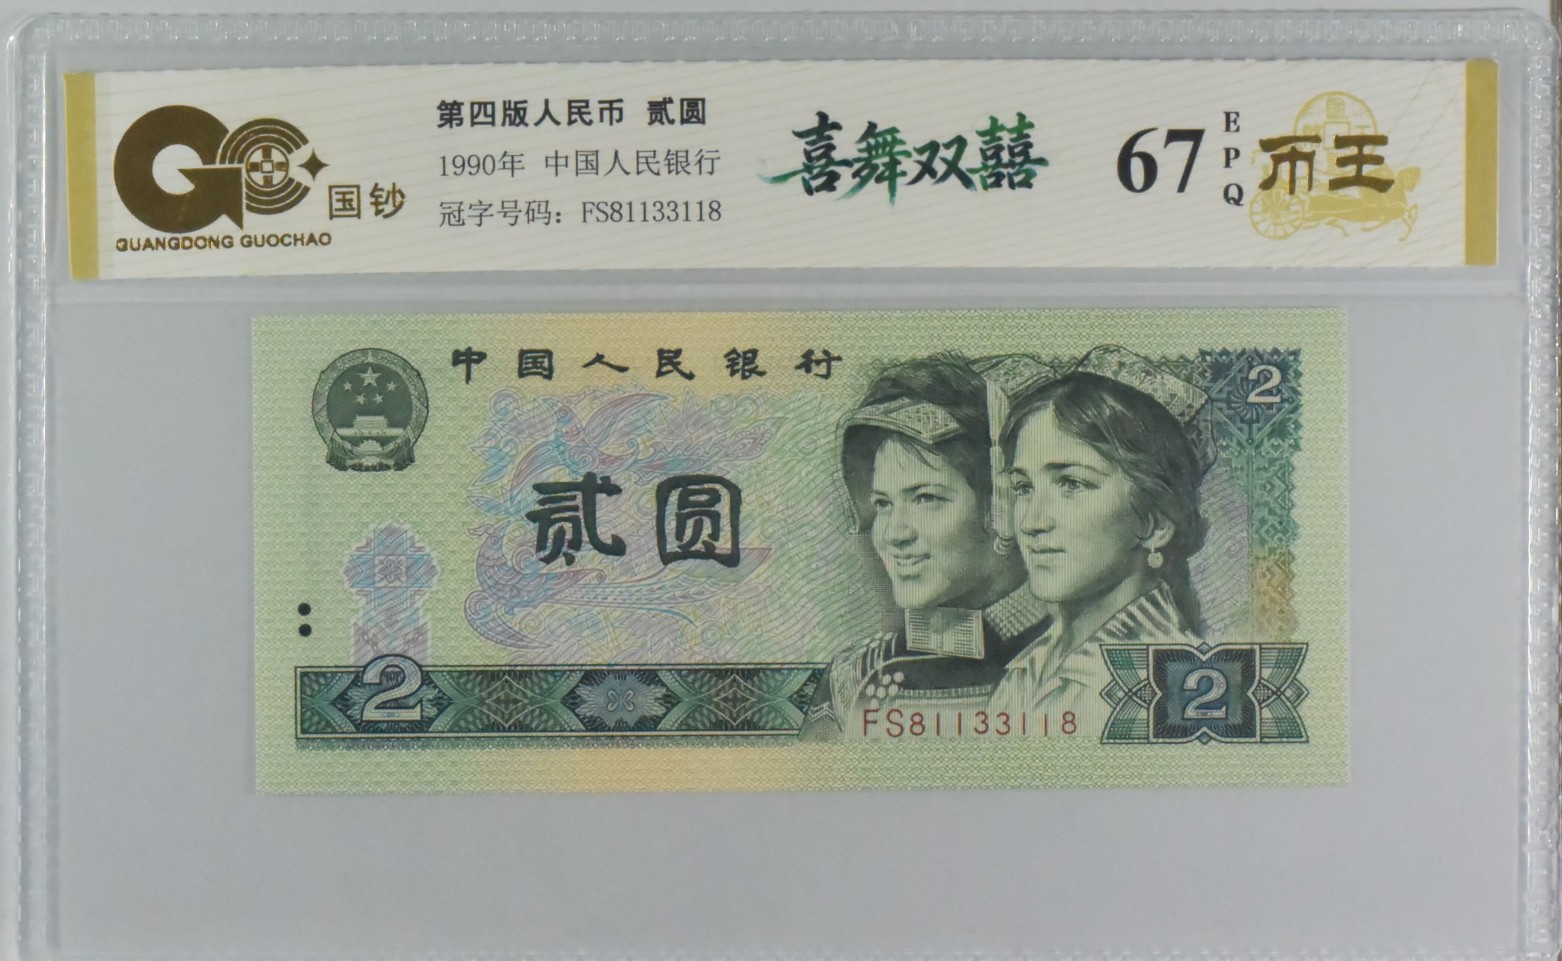 国钞
GUANGDONG GUOCHAO
第四版人民币 贰圆
1990年 中国人民银行
冠字号码：FS81133118
喜舞双囍
67
EPQ
币王
中国人民银行
2
贰圆
2
FS81133118
2